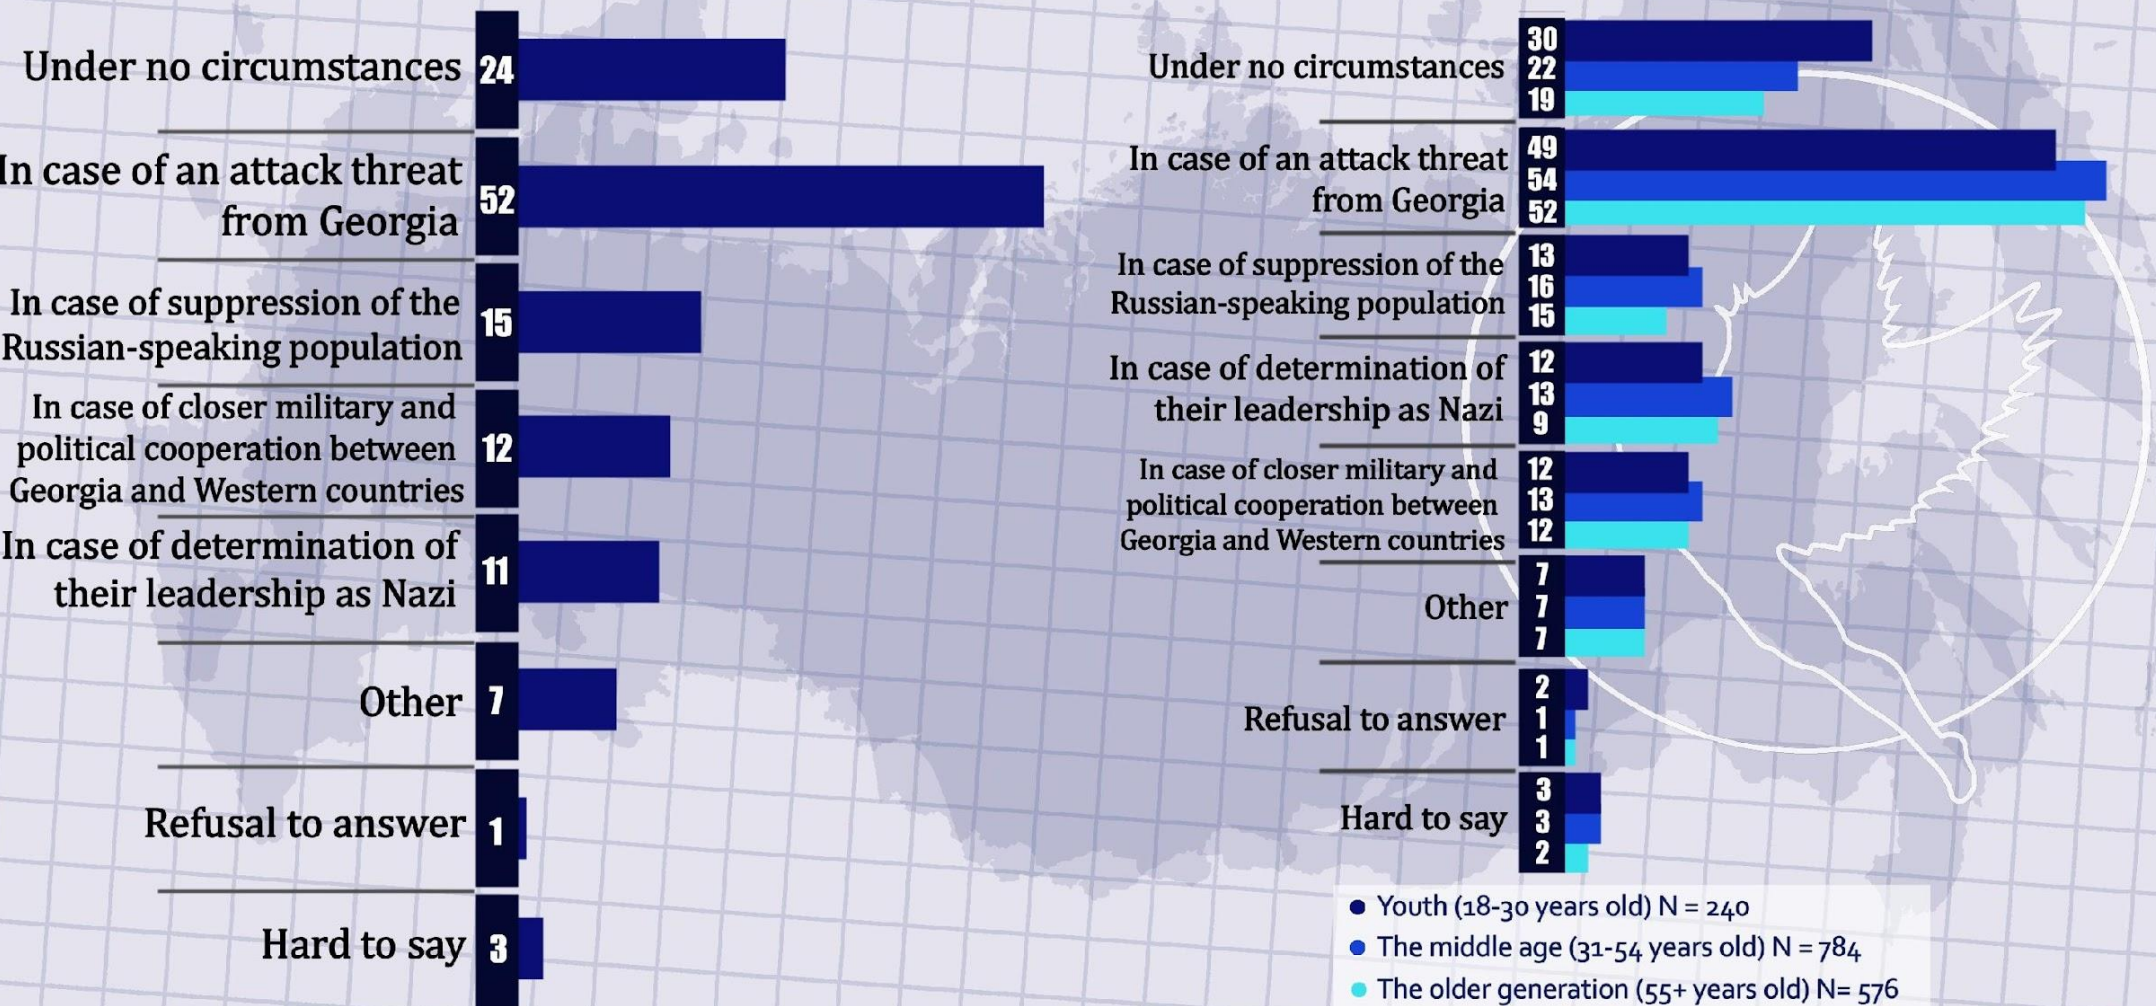 Under no circumstances
24
In case of an attack threat
from Georgia
52
In case of suppression of the
Russian-speaking population
15
In case of closer military and
political cooperation between
Georgia and Western countries
12
In case of determination of
their leadership as Nazi
11
Other
7
Refusal to answer
1
Hard to say
3
Under no circumstances
30
22
19
In case of an attack threat
from Georgia
49
54
52
In case of suppression of the
Russian-speaking population
13
16
15
In case of determination of
their leadership as Nazi
12
13
9
In case of closer military and
political cooperation between
Georgia and Western countries
12
13
12
Other
7
7
7
Refusal to answer
2
1
1
Hard to say
3
3
2
Youth (18-30 years old) N = 240
The middle age (31-54 years old) N = 784
The older generation (55+ years old) N= 576